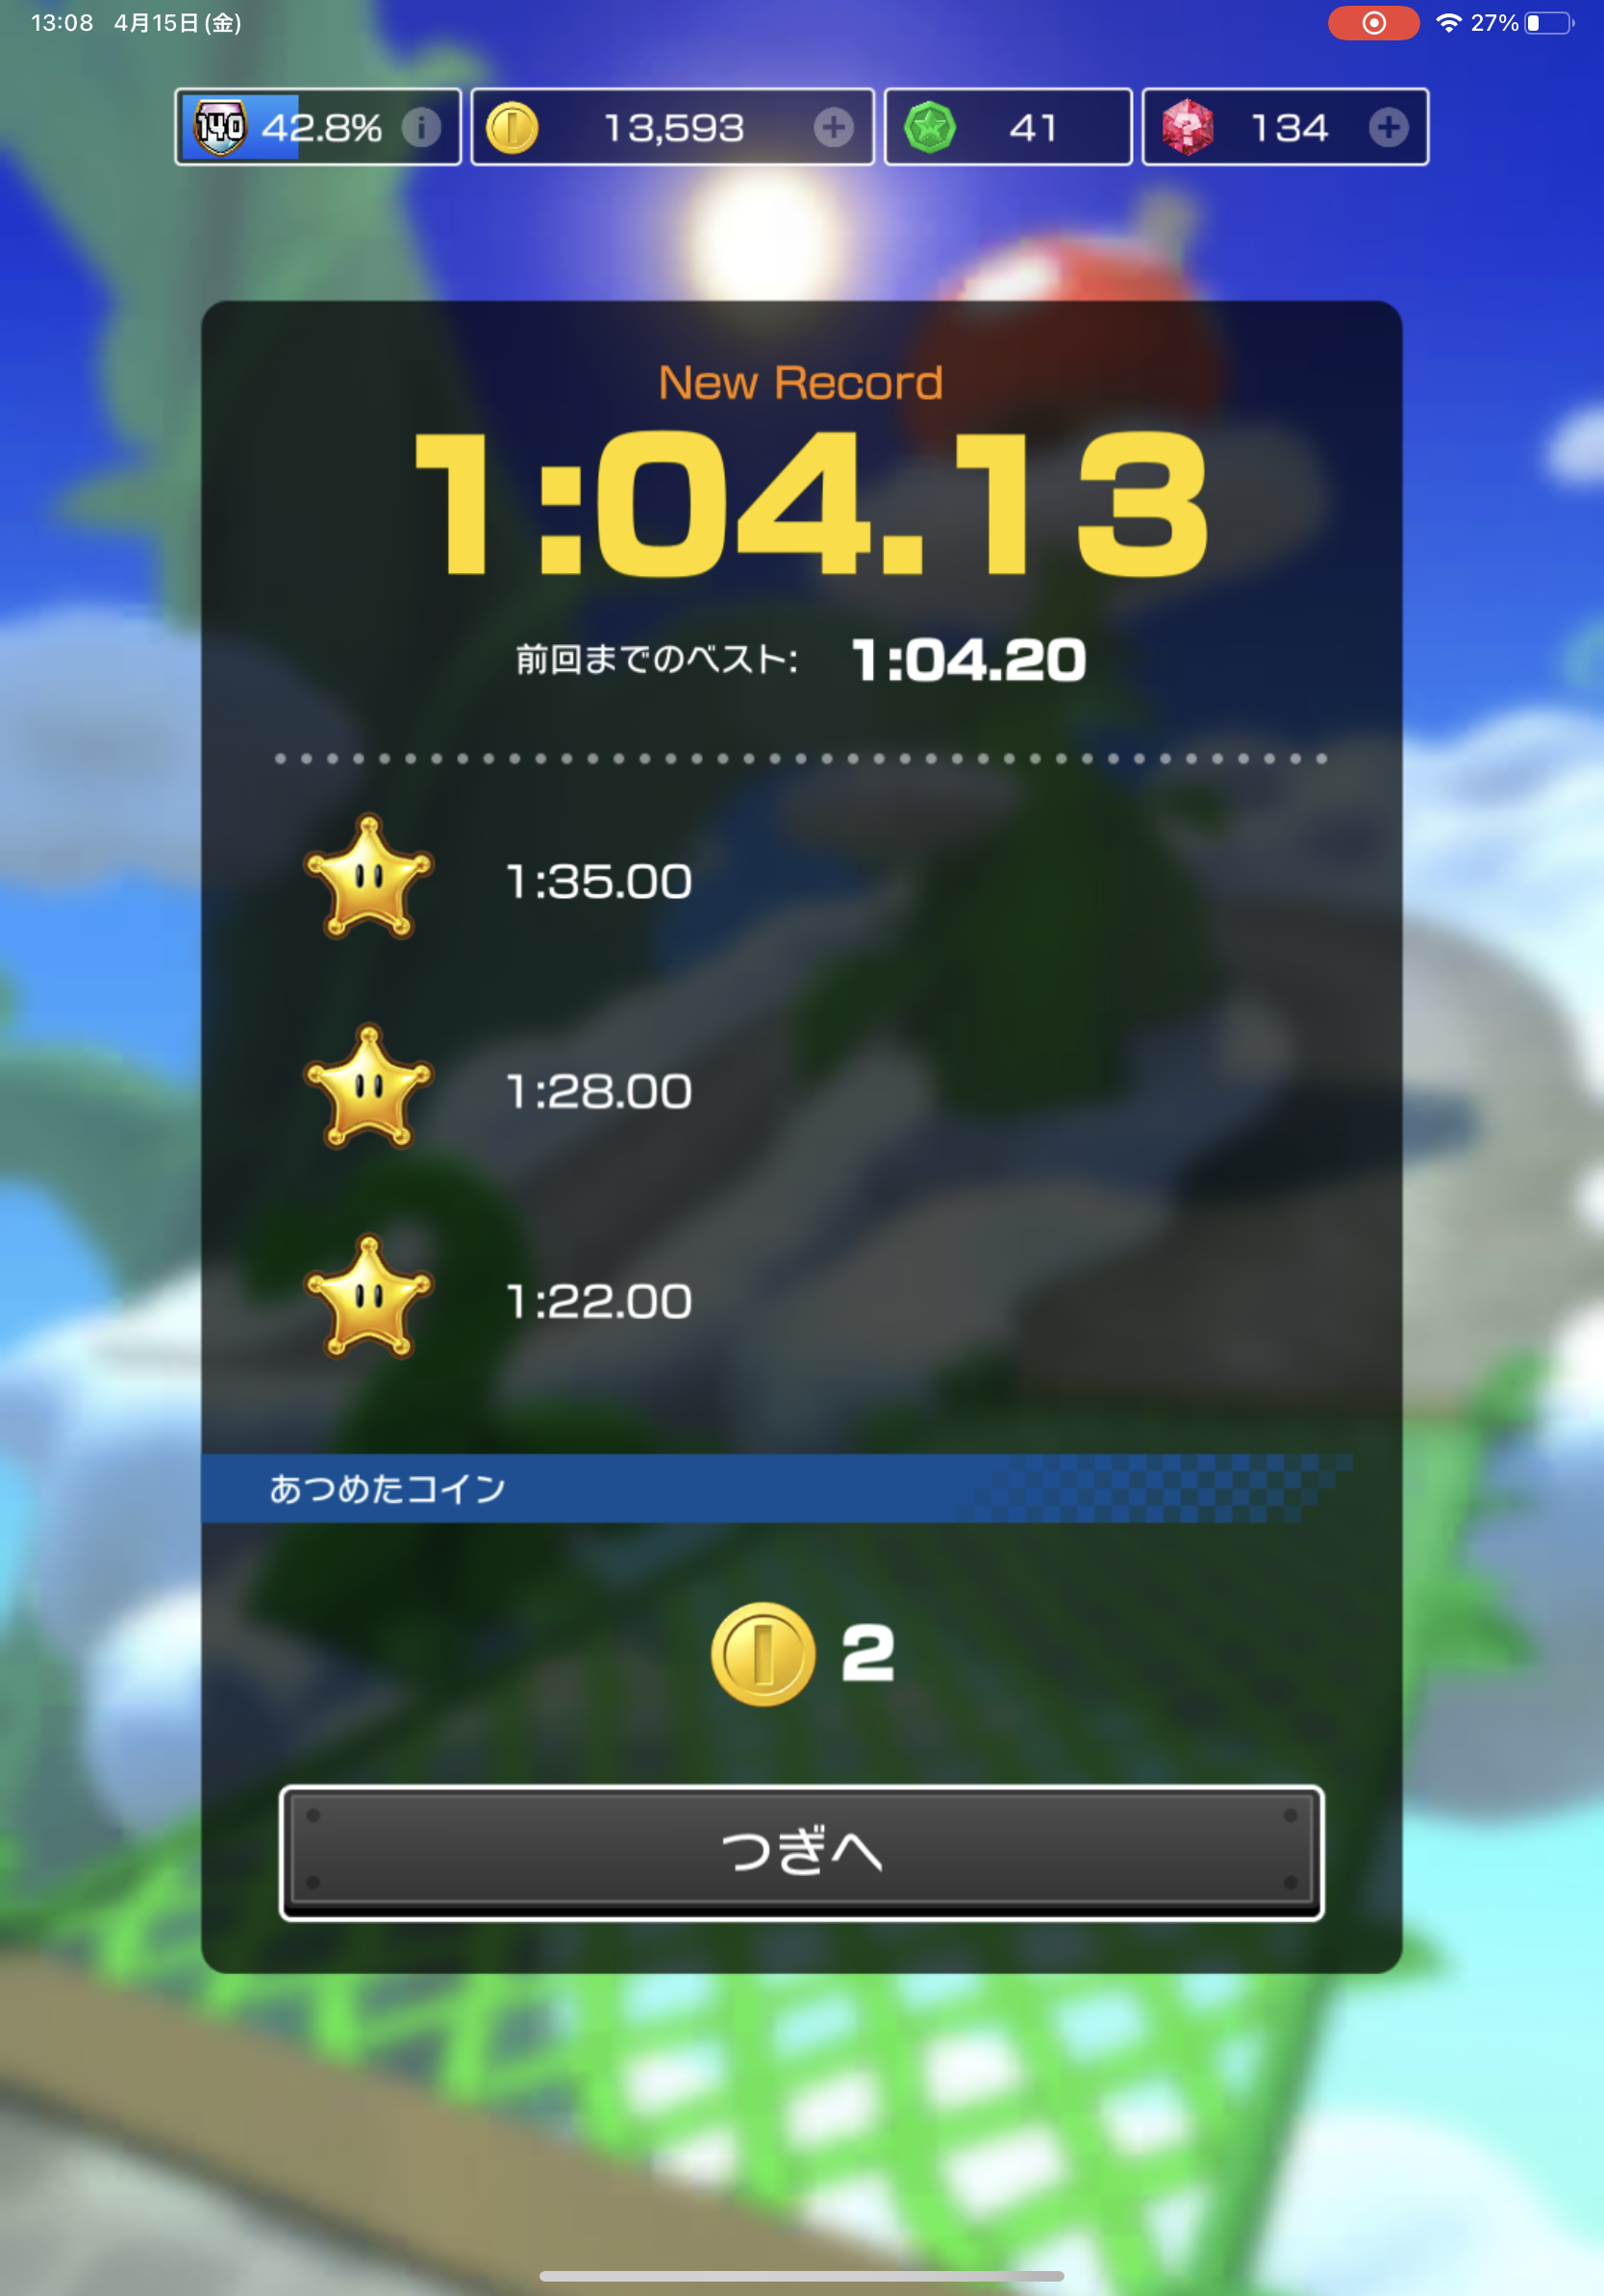 13:08 4月15日(金) 27%
140 42.8% 13,593 41 134
New Record
1:04.13
前回までのベスト: 1:04.20
1:35.00
1:28.00
1:22.00
あつめたコイン
2
つぎへ